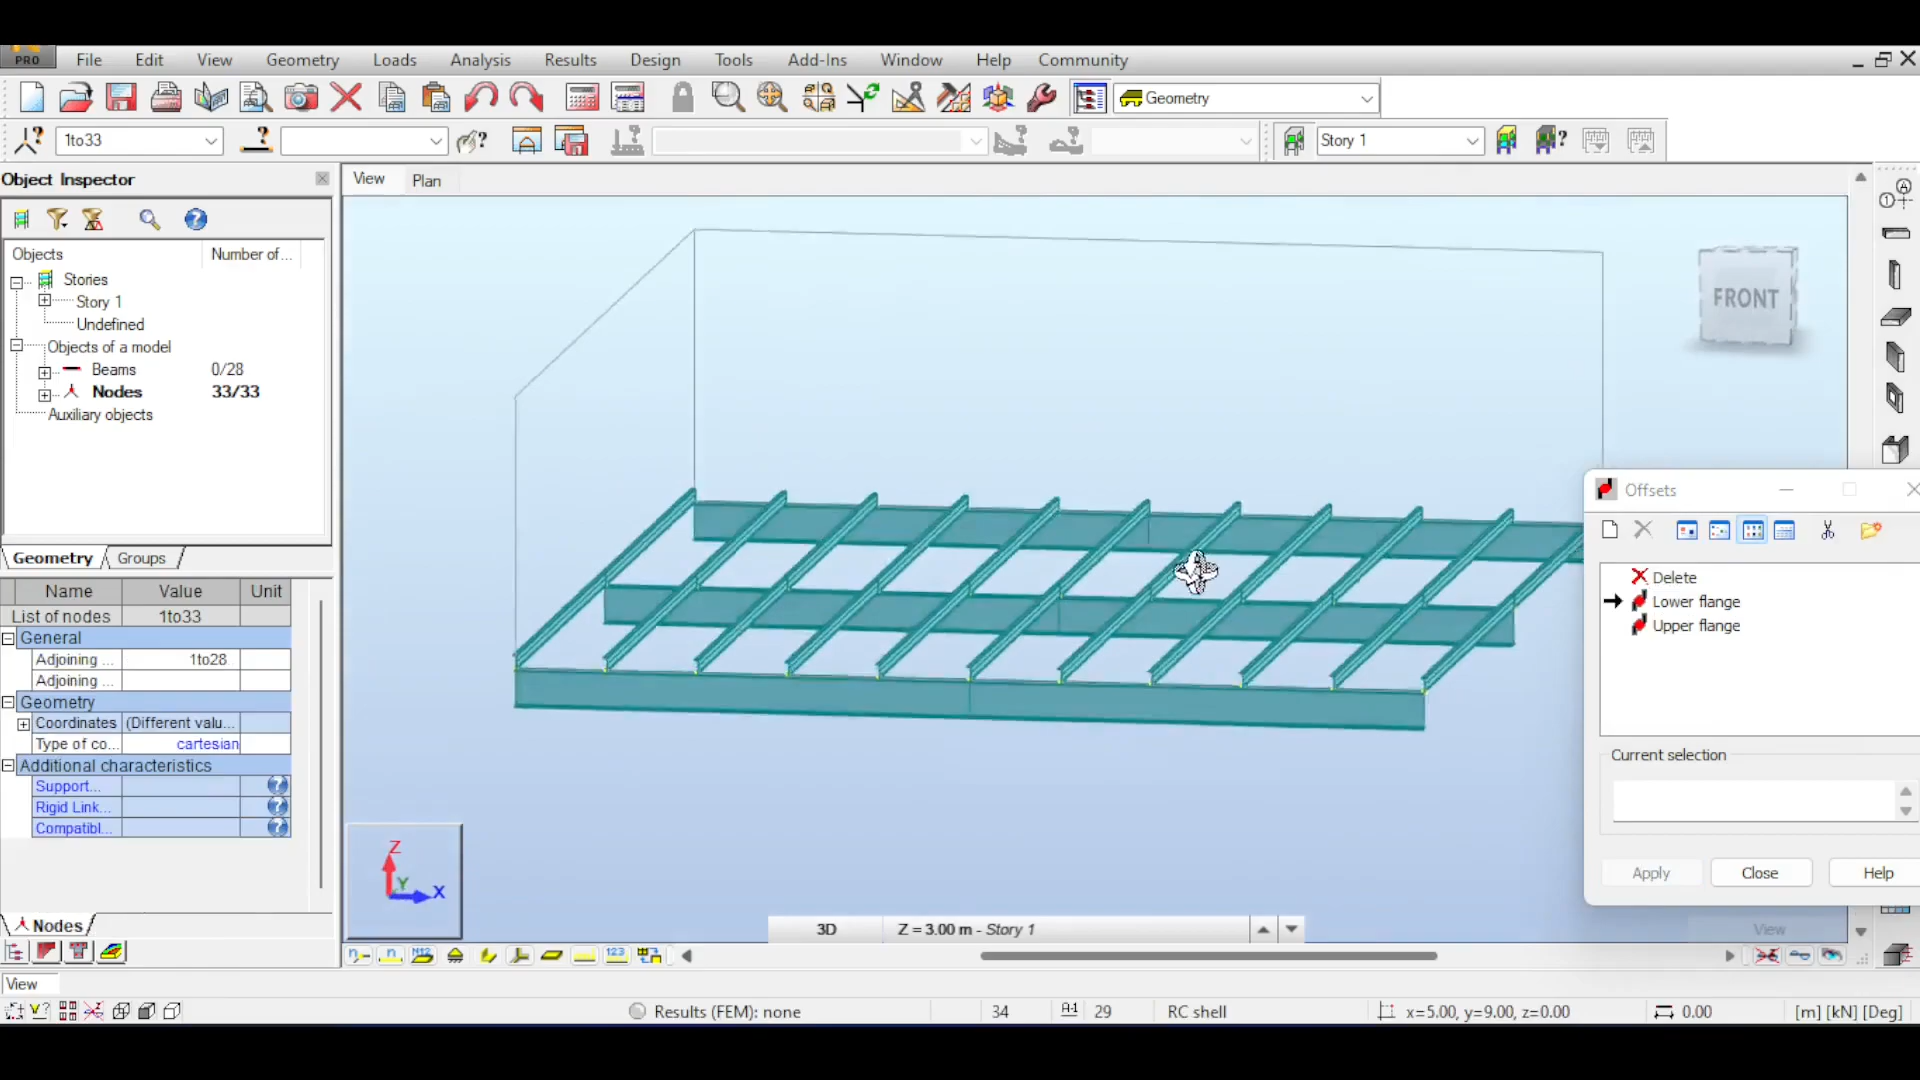 PRO
File Edit View Geometry Loads Analysis Results Design Tools Add-Ins Window Help Community
Geometry
1to33
Story 1
Object Inspector
View Plan
Objects Number of...
Stories
Story 1
Undefined
Objects of a model
Beams 0/28
Nodes 33/33
Auxiliary objects
Geometry Groups
Name Value Unit
List of nodes 1to33
General
Adjoining ... 1to28
Adjoining ...
Geometry
Coordinates (Different valu...
Type of co... cartesian
Additional characteristics
Support...
Rigid Link...
Compatibl...
Nodes
FRONT
Offsets
Delete
Lower flange
Upper flange
Current selection
Apply Close Help
Z
Y
X
3D Z = 3.00 m - Story 1
View
View
Results (FEM): none 34 29 RC shell x=5.00, y=9.00, z=0.00 0.00 [m] [kN] [Deg]